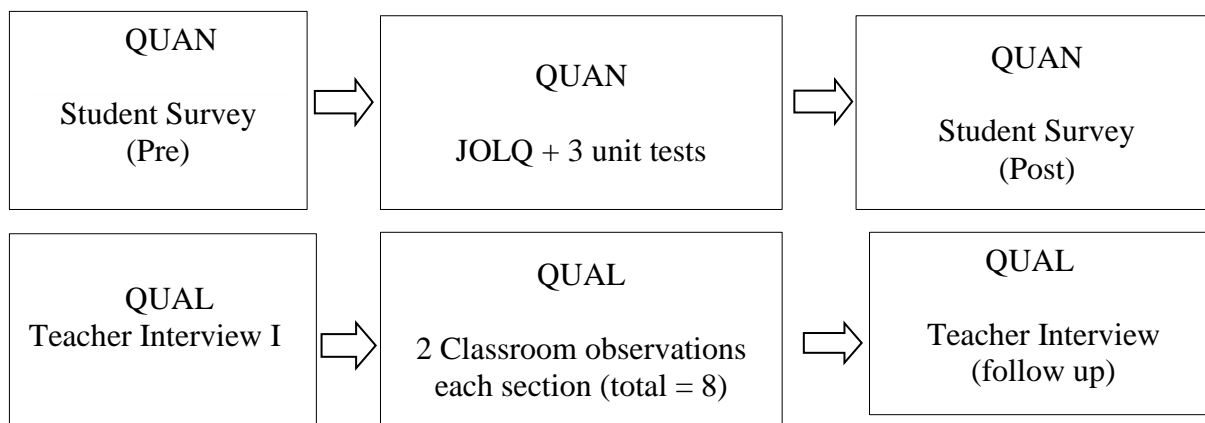 QUAN
Student Survey
(Pre)
QUAN
JOLQ + 3 unit tests
QUAN
Student Survey
(Post)
QUAL
Teacher Interview I
QUAL
2 Classroom observations
each section (total = 8)
QUAL
Teacher Interview
(follow up)